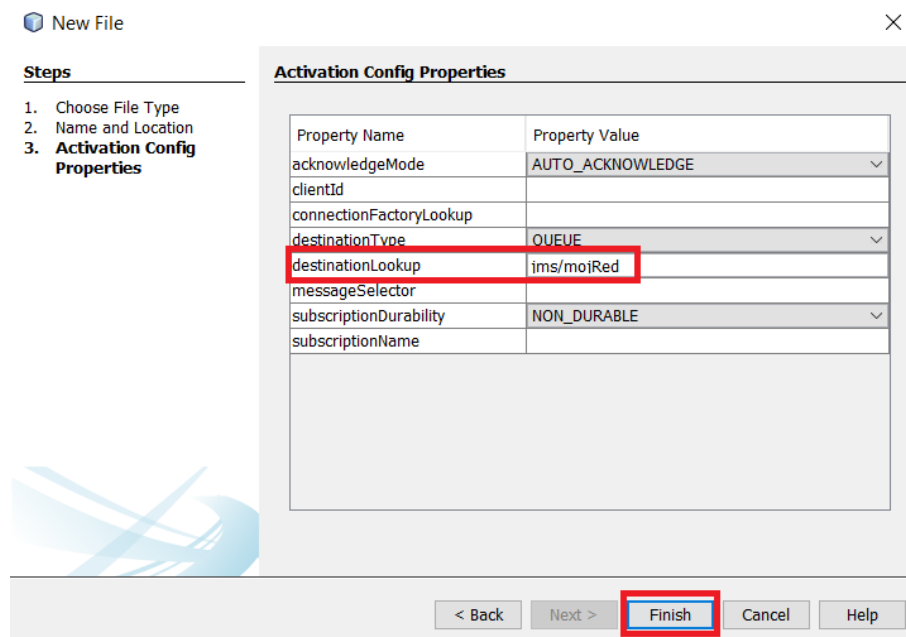 New File
Steps
1. Choose File Type
2. Name and Location
3. Activation Config
Properties
Activation Config Properties
Property Name Property Value
acknowledgeMode AUTO_ACKNOWLEDGE
clientId
connectionFactoryLookup
destinationType QUEUE
destinationLookup jms/mojRed
messageSelector
subscriptionDurability NON_DURABLE
subscriptionName
< Back Next > Finish Cancel Help